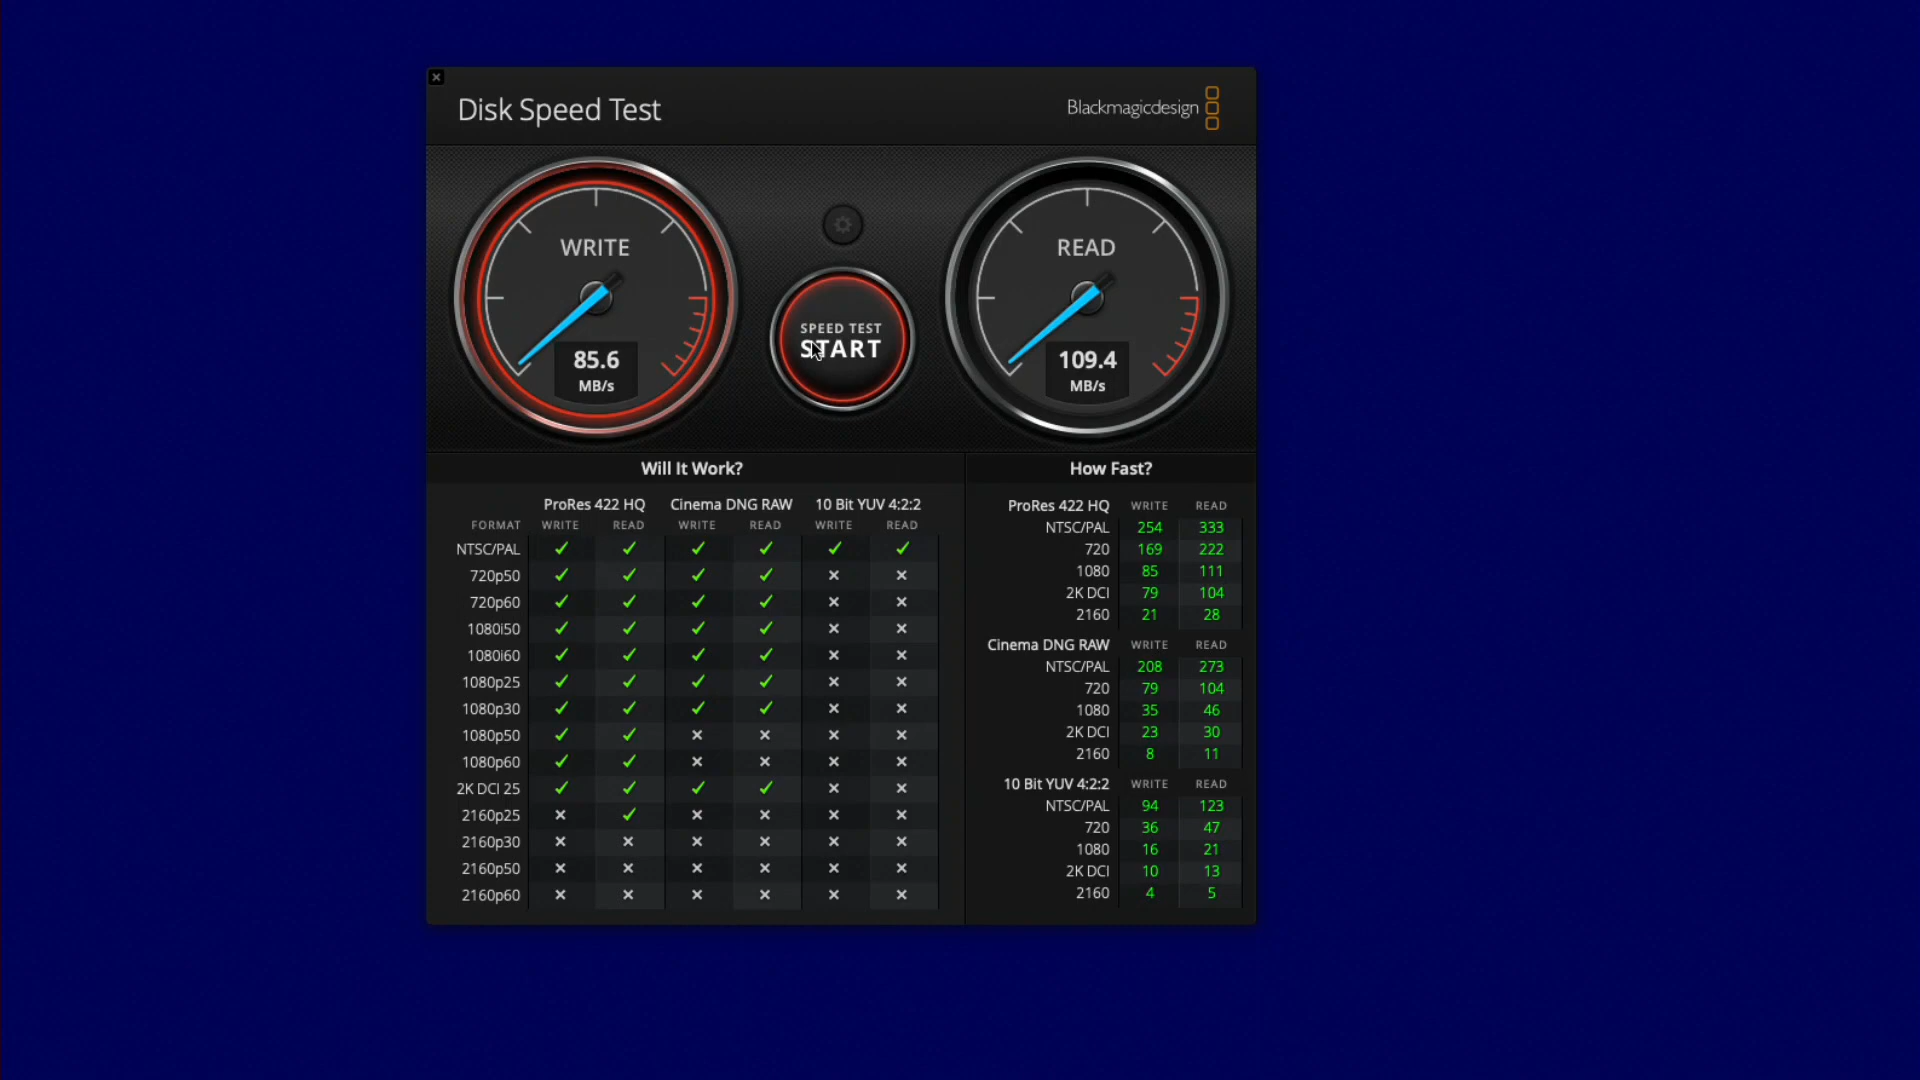 Disk Speed Test
Blackmagicdesign
WRITE
85.6
MB/s
SPEED TEST
START
READ
109.4
MB/s
Will It Work?
ProRes 422 HQ Cinema DNG RAW 10 Bit YUV 4:2:2
FORMAT WRITE READ WRITE READ WRITE READ
NTSC/PAL ✓ ✓ ✓ ✓ ✓ ✓
720p50 ✓ ✓ ✓ ✓ × ×
720p60 ✓ ✓ ✓ ✓ × ×
1080i50 ✓ ✓ ✓ ✓ × ×
1080i60 ✓ ✓ ✓ ✓ × ×
1080p25 ✓ ✓ ✓ ✓ × ×
1080p30 ✓ ✓ ✓ ✓ × ×
1080p50 ✓ ✓ × × × ×
1080p60 ✓ ✓ × × × ×
2K DCI 25 ✓ ✓ ✓ ✓ × ×
2160p25 × ✓ × × × ×
2160p30 × × × × × ×
2160p50 × × × × × ×
2160p60 × × × × × ×
How Fast?
ProRes 422 HQ WRITE READ
NTSC/PAL 254 333
720 169 222
1080 85 111
2K DCI 79 104
2160 21 28
Cinema DNG RAW WRITE READ
NTSC/PAL 208 273
720 79 104
1080 35 46
2K DCI 23 30
2160 8 11
10 Bit YUV 4:2:2 WRITE READ
NTSC/PAL 94 123
720 36 47
1080 16 21
2K DCI 10 13
2160 4 5